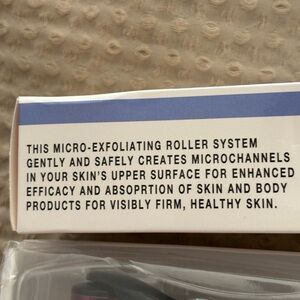 THIS MICRO-EXFOLIATING ROLLER SYSTEM
GENTLY AND SAFELY CREATES MICROCHANNELS
IN YOUR SKIN'S UPPER SURFACE FOR ENHANCED
EFFICACY AND ABSOPRTION OF SKIN AND BODY
PRODUCTS FOR VISIBLY FIRM, HEALTHY SKIN.